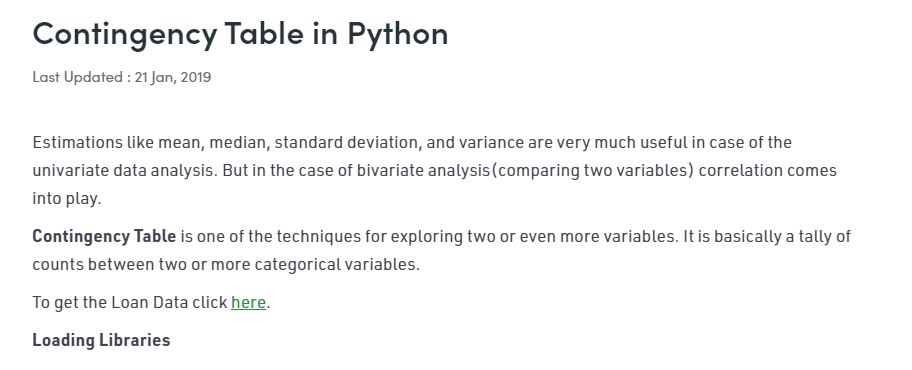 Contingency Table in Python
Last Updated : 21 Jan, 2019
Estimations like mean, median, standard deviation, and variance are very much useful in case of the
univariate data analysis. But in the case of bivariate analysis(comparing two variables) correlation comes
into play.
Contingency Table is one of the techniques for exploring two or even more variables. It is basically a tally of
counts between two or more categorical variables.
To get the Loan Data click here.
Loading Libraries